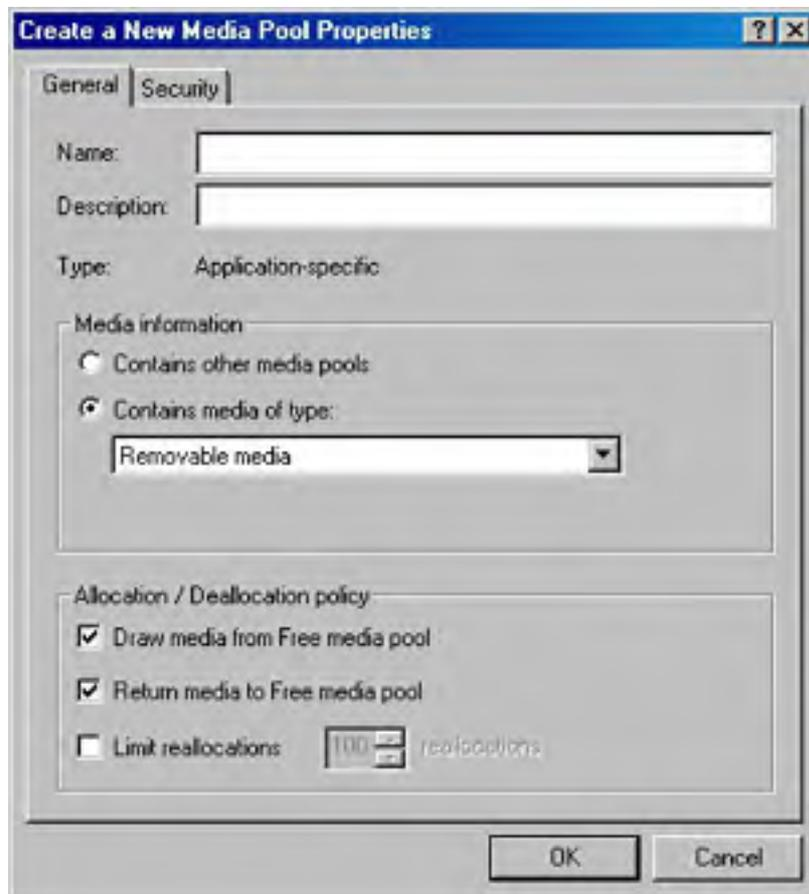 Create a New Media Pool Properties
General Security
Name:
Description:
Type: Application-specific
Media information
Contains other media pools
Contains media of type:
Removable media
Allocation / Deallocation policy
Draw media from Free media pool
Return media to Free media pool
Limit reallocations 100 reallocations
OK Cancel